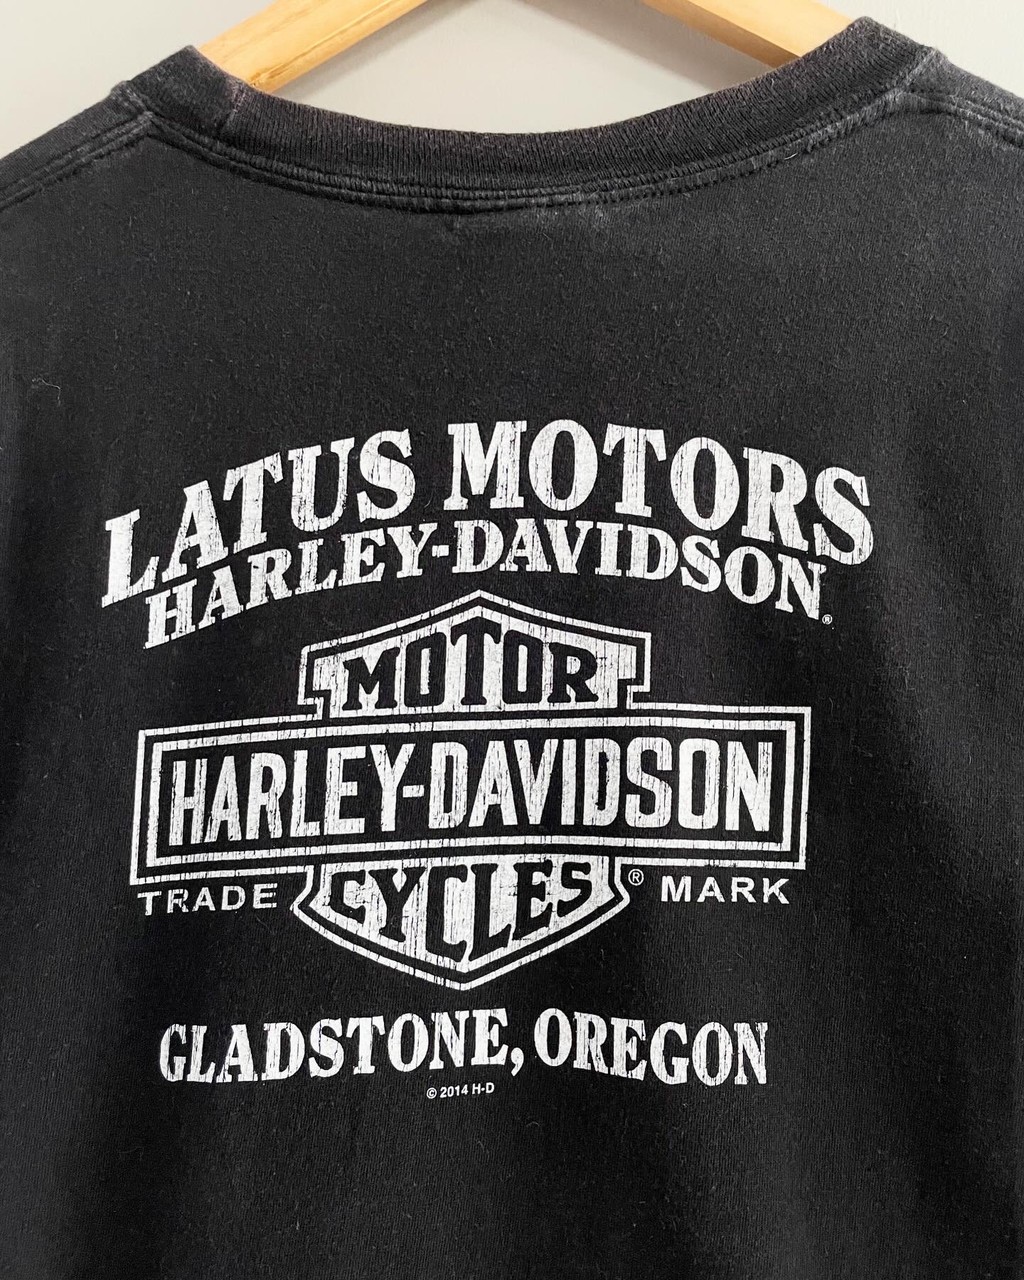 LATUS MOTORS
HARLEY-DAVIDSON®
MOTOR
HARLEY-DAVIDSON
CYCLES®
TRADE MARK
GLADSTONE, OREGON
© 2014 H-D